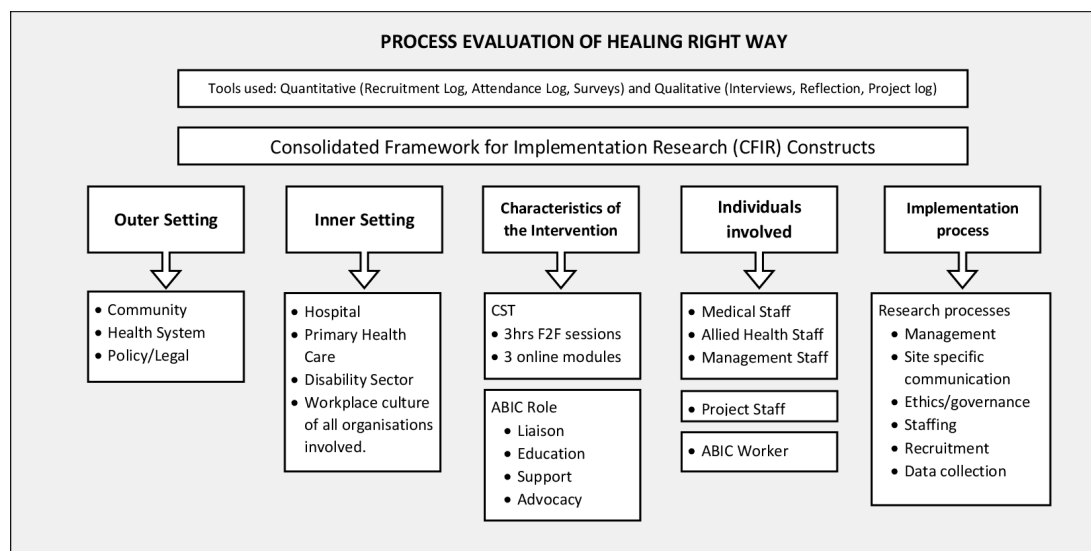 PROCESS EVALUATION OF HEALING RIGHT WAY
Tools used: Quantitative (Recruitment Log, Attendance Log, Surveys) and Qualitative (Interviews, Reflection, Project log)
Consolidated Framework for Implementation Research (CFIR) Constructs
Outer Setting
• Community
• Health System
• Policy/Legal
Inner Setting
• Hospital
• Primary Health
Care
• Disability Sector
• Workplace culture
of all organisations
involved.
Characteristics of
the Intervention
CST
• 3hrs F2F sessions
• 3 online modules
ABIC Role
• Liaison
• Education
• Support
• Advocacy
Individuals
involved
• Medical Staff
• Allied Health Staff
• Management Staff
• Project Staff
• ABIC Worker
Implementation
process
Research processes
• Management
• Site specific
communication
• Ethics/governance
• Staffing
• Recruitment
• Data collection